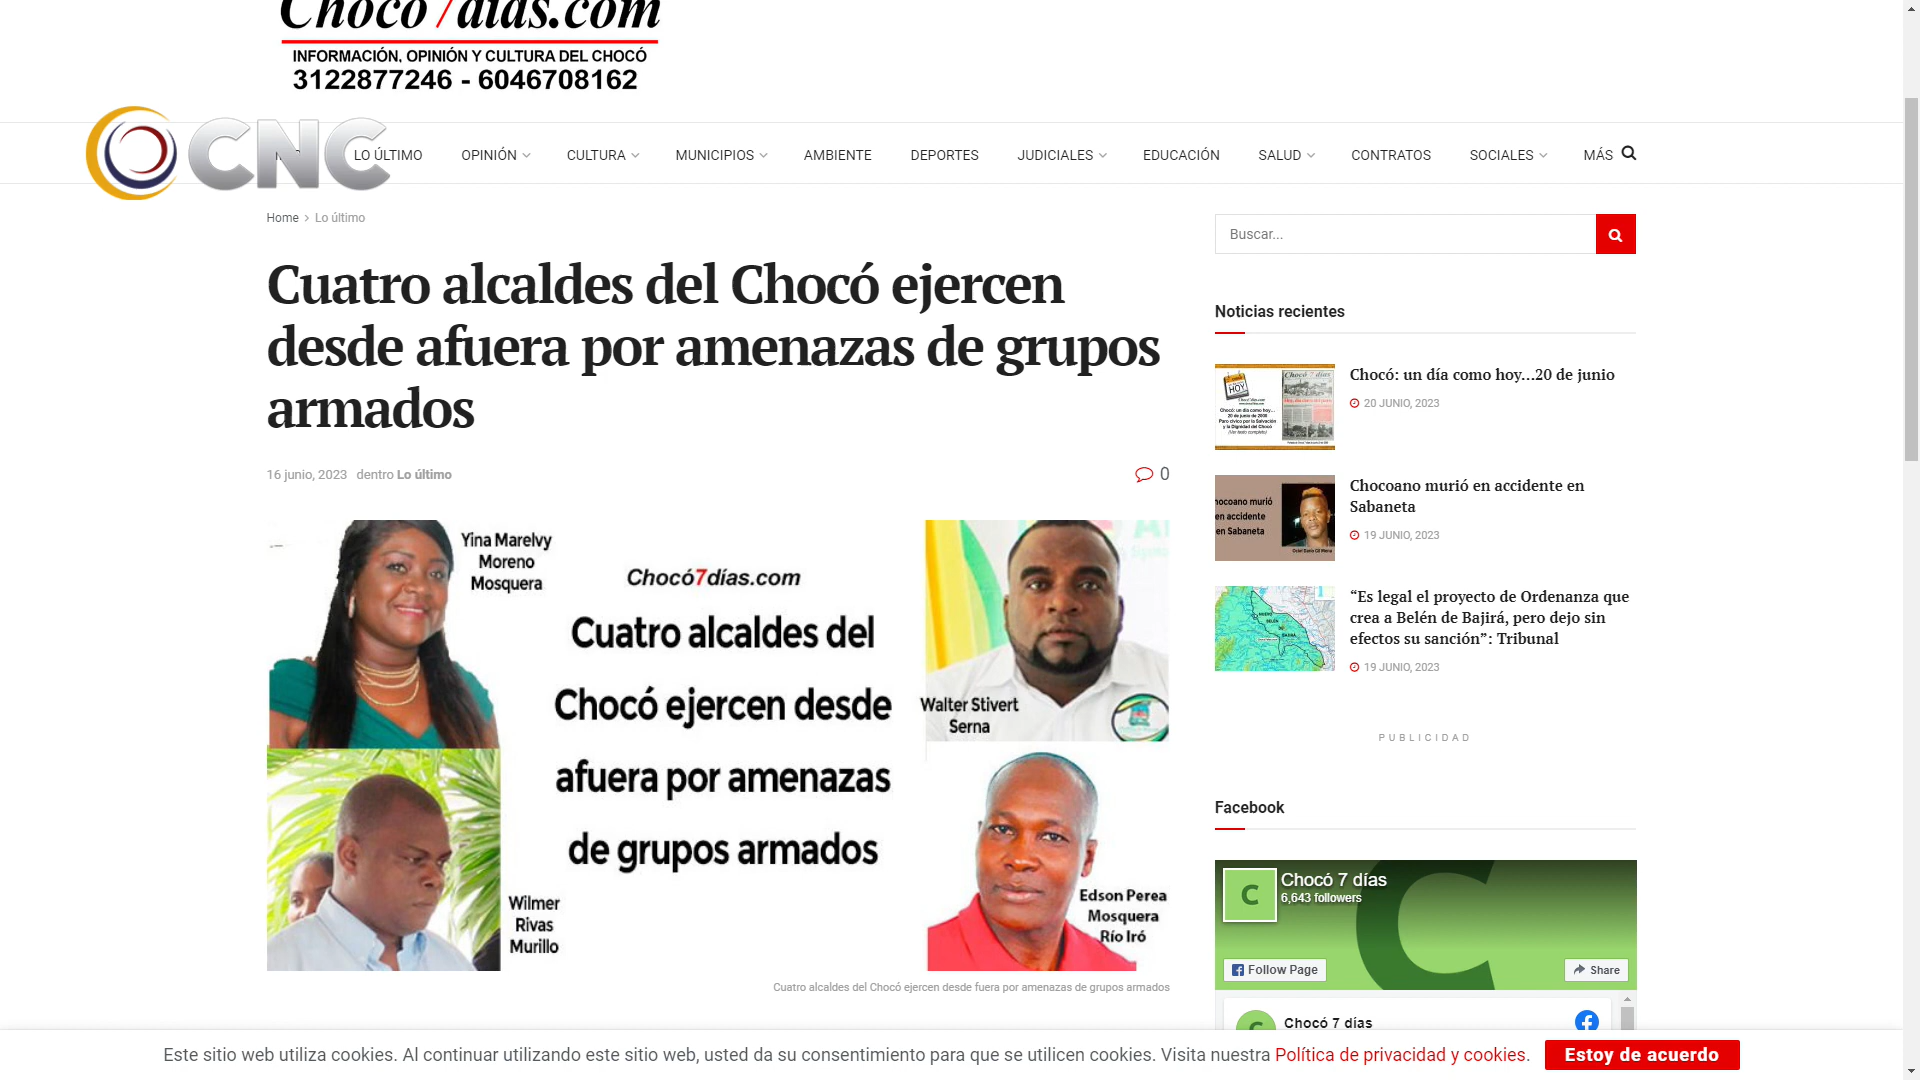 Chocó7días.com
INFORMACIÓN, OPINIÓN Y CULTURA DEL CHOCÓ
3122877246 - 6046708162
CNC
LO ÚLTIMO OPINIÓN CULTURA MUNICIPIOS AMBIENTE DEPORTES JUDICIALES EDUCACIÓN SALUD CONTRATOS SOCIALES MÁS
Home > Lo último
Cuatro alcaldes del Chocó ejercen
desde afuera por amenazas de grupos
armados
16 junio, 2023 dentro Lo último
0
Yina Marelvy
Moreno
Mosquera
Chocó7días.com
Cuatro alcaldes del
Chocó ejercen desde
afuera por amenazas
de grupos armados
Walter Stivert
Serna
Wilmer
Rivas
Murillo
Edson Perea
Mosquera
Río Iró
Cuatro alcaldes del Chocó ejercen desde fuera por amenazas de grupos armados
Buscar...
Noticias recientes
HOY
Chocó 7 días
Chocó: un día como hoy...20 de junio
20 JUNIO, 2023
hocoano murió
en accidente
en Sabaneta
Chocoano murió en accidente en
Sabaneta
19 JUNIO, 2023
“Es legal el proyecto de Ordenanza que
crea a Belén de Bajirá, pero dejo sin
efectos su sanción”: Tribunal
19 JUNIO, 2023
PUBLICIDAD
Facebook
C
Chocó 7 días
6,643 followers
Follow Page
Share
Chocó 7 días
Este sitio web utiliza cookies. Al continuar utilizando este sitio web, usted da su consentimiento para que se utilicen cookies. Visita nuestra Política de privacidad y cookies.
Estoy de acuerdo